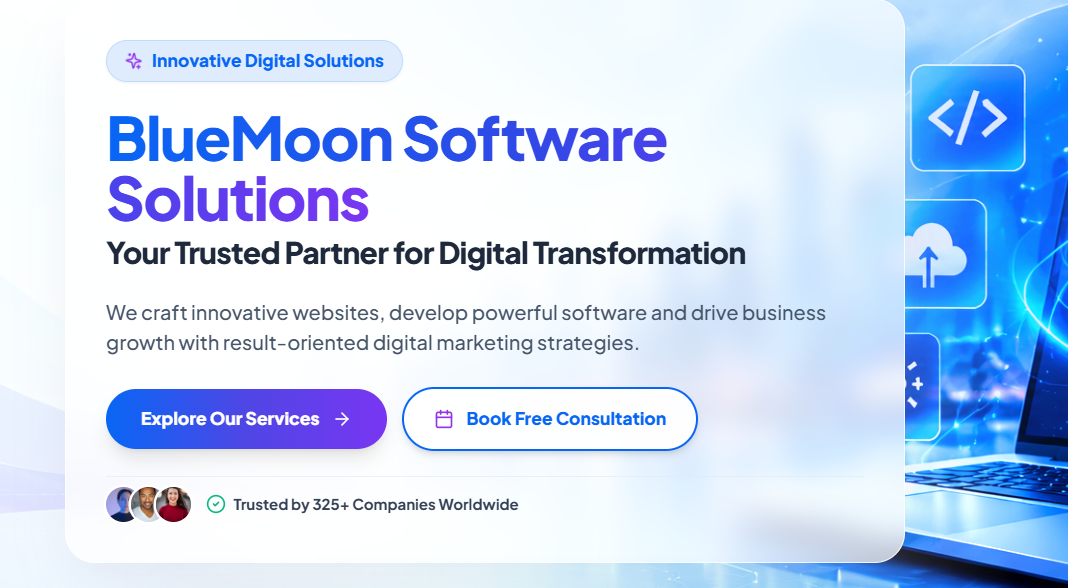 Innovative Digital Solutions
BlueMoon Software
Solutions
Your Trusted Partner for Digital Transformation
We craft innovative websites, develop powerful software and drive business
growth with result-oriented digital marketing strategies.
Explore Our Services
Book Free Consultation
Trusted by 325+ Companies Worldwide